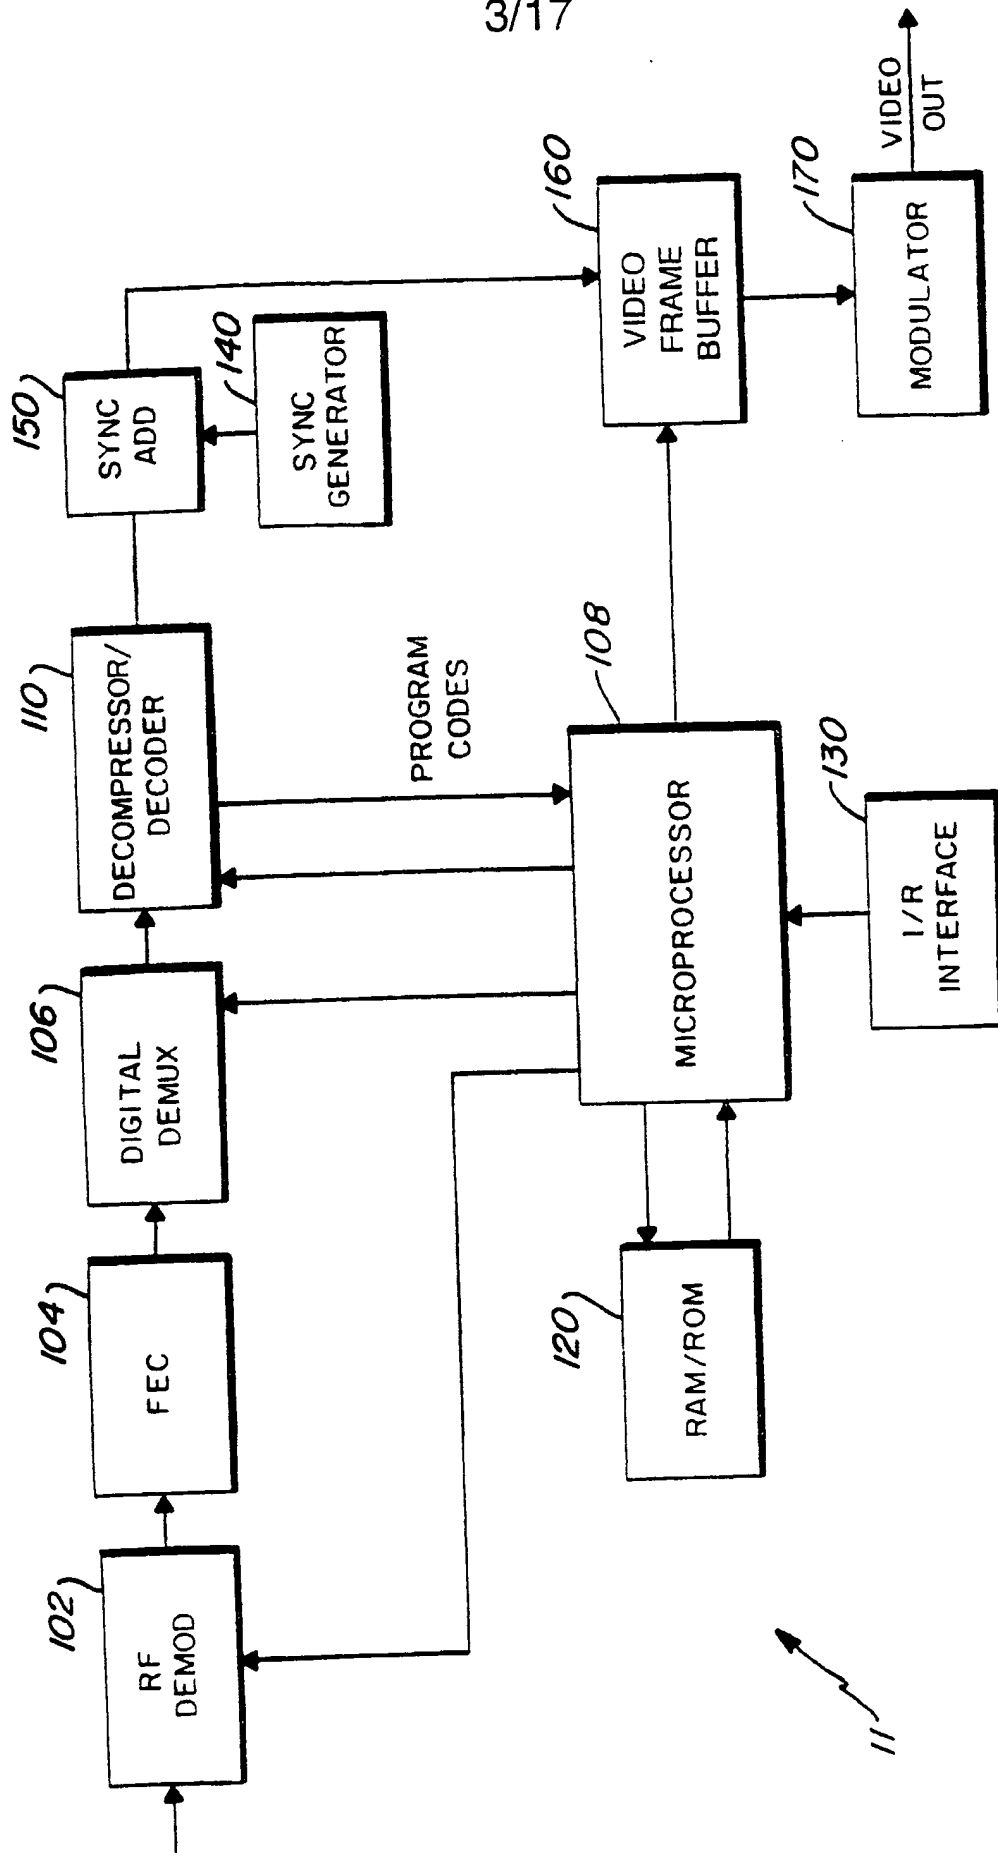 3/17
102
RF
DEMOD
104
FEC
106
DIGITAL
DEMUX
110
DECOMPRESSOR/
DECODER
150
SYNC
ADD
140
SYNC
GENERATOR
PROGRAM
CODES
120
RAM/ROM
108
MICROPROCESSOR
130
I/R
INTERFACE
160
VIDEO
FRAME
BUFFER
170
MODULATOR
VIDEO
OUT
11